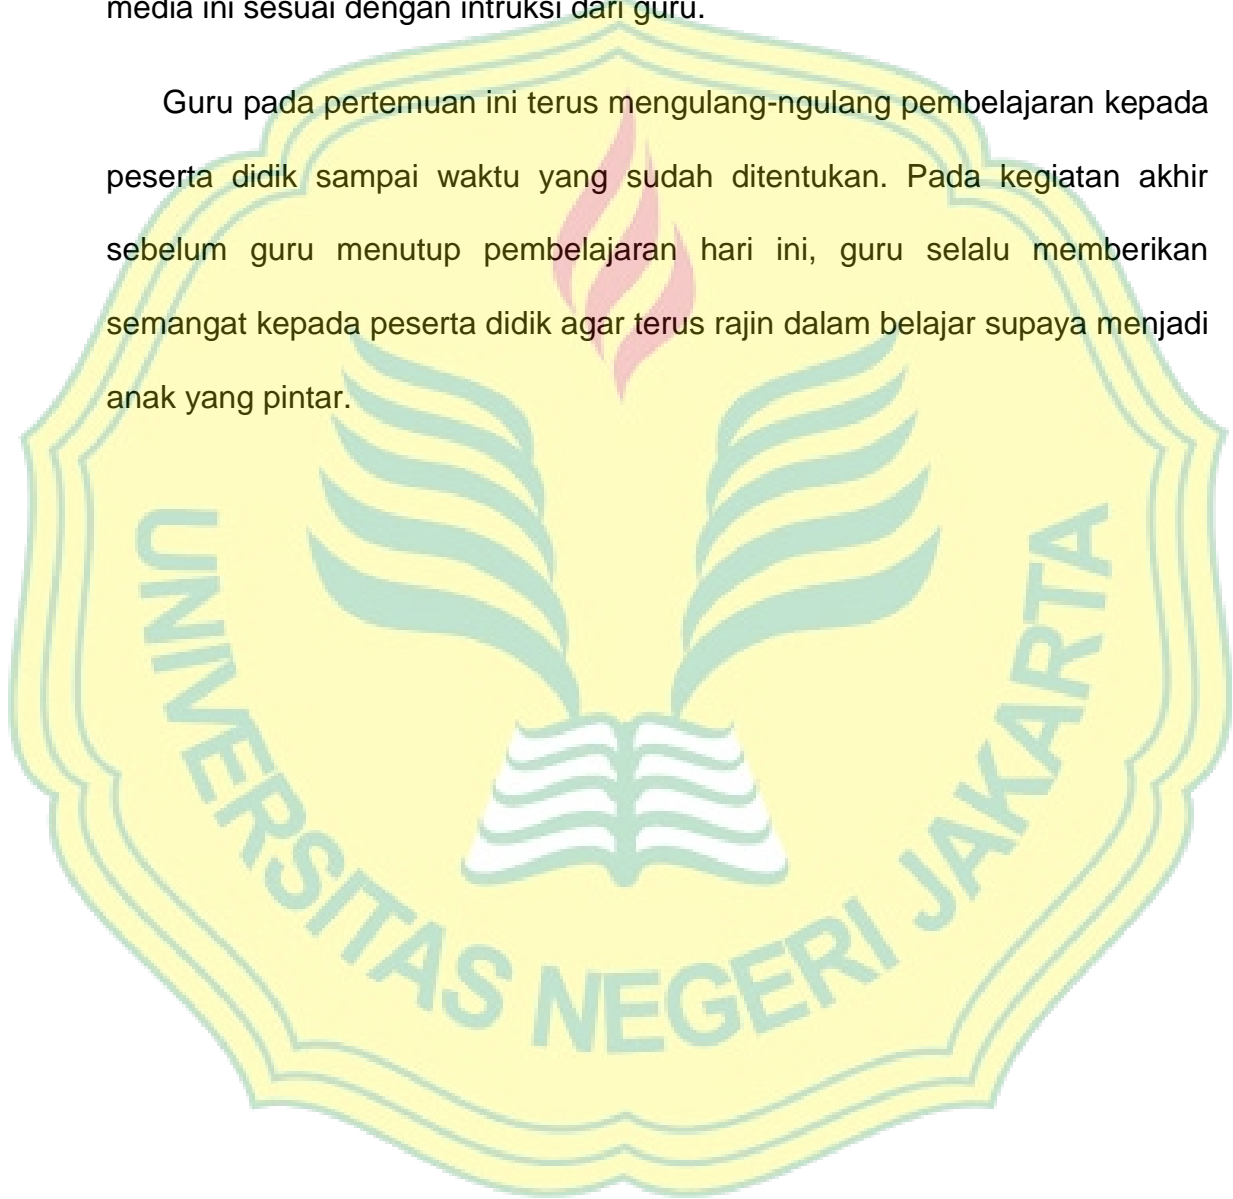 media ini sesuai dengan intruksi dari guru.
Guru pada pertemuan ini terus mengulang-ngulang pembelajaran kepada
peserta didik sampai waktu yang sudah ditentukan. Pada kegiatan akhir
sebelum guru menutup pembelajaran hari ini, guru selalu memberikan
semangat kepada peserta didik agar terus rajin dalam belajar supaya menjadi
anak yang pintar.
UNIVERSITAS NEGERI JAKARTA